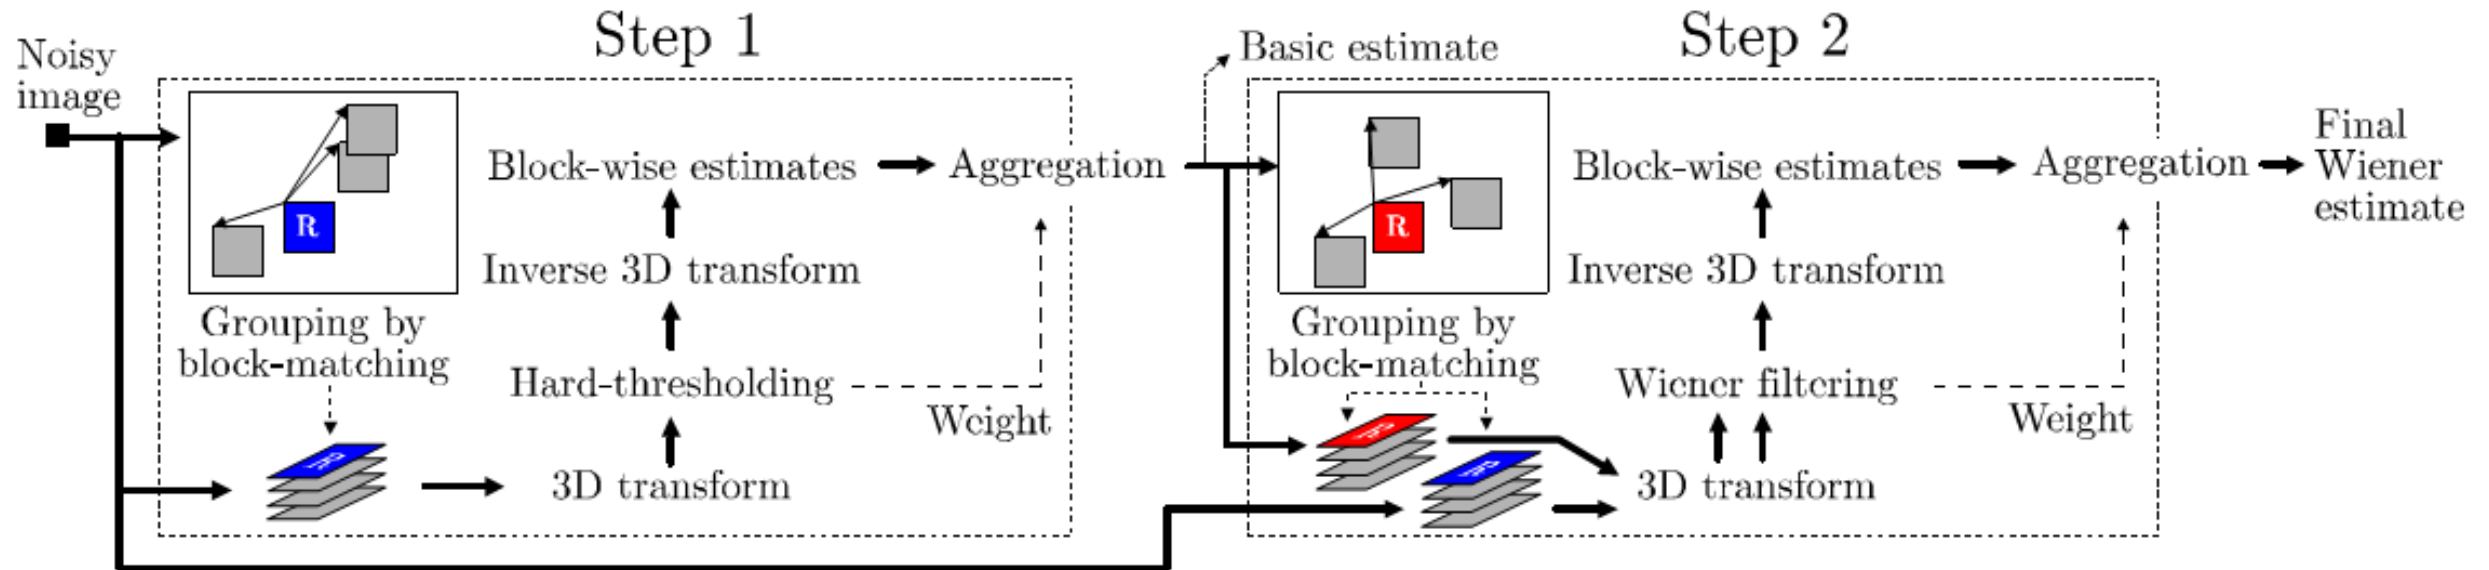 Step 1
Step 2
Noisy
image
Basic estimate
R
Block-wise estimates
Aggregation
Inverse 3D transform
Grouping by
block-matching
Hard-thresholding
Weight
3D transform
R
Block-wise estimates
Aggregation
Final
Wiener
estimate
Inverse 3D transform
Grouping by
block-matching
Wiener filtering
Weight
3D transform